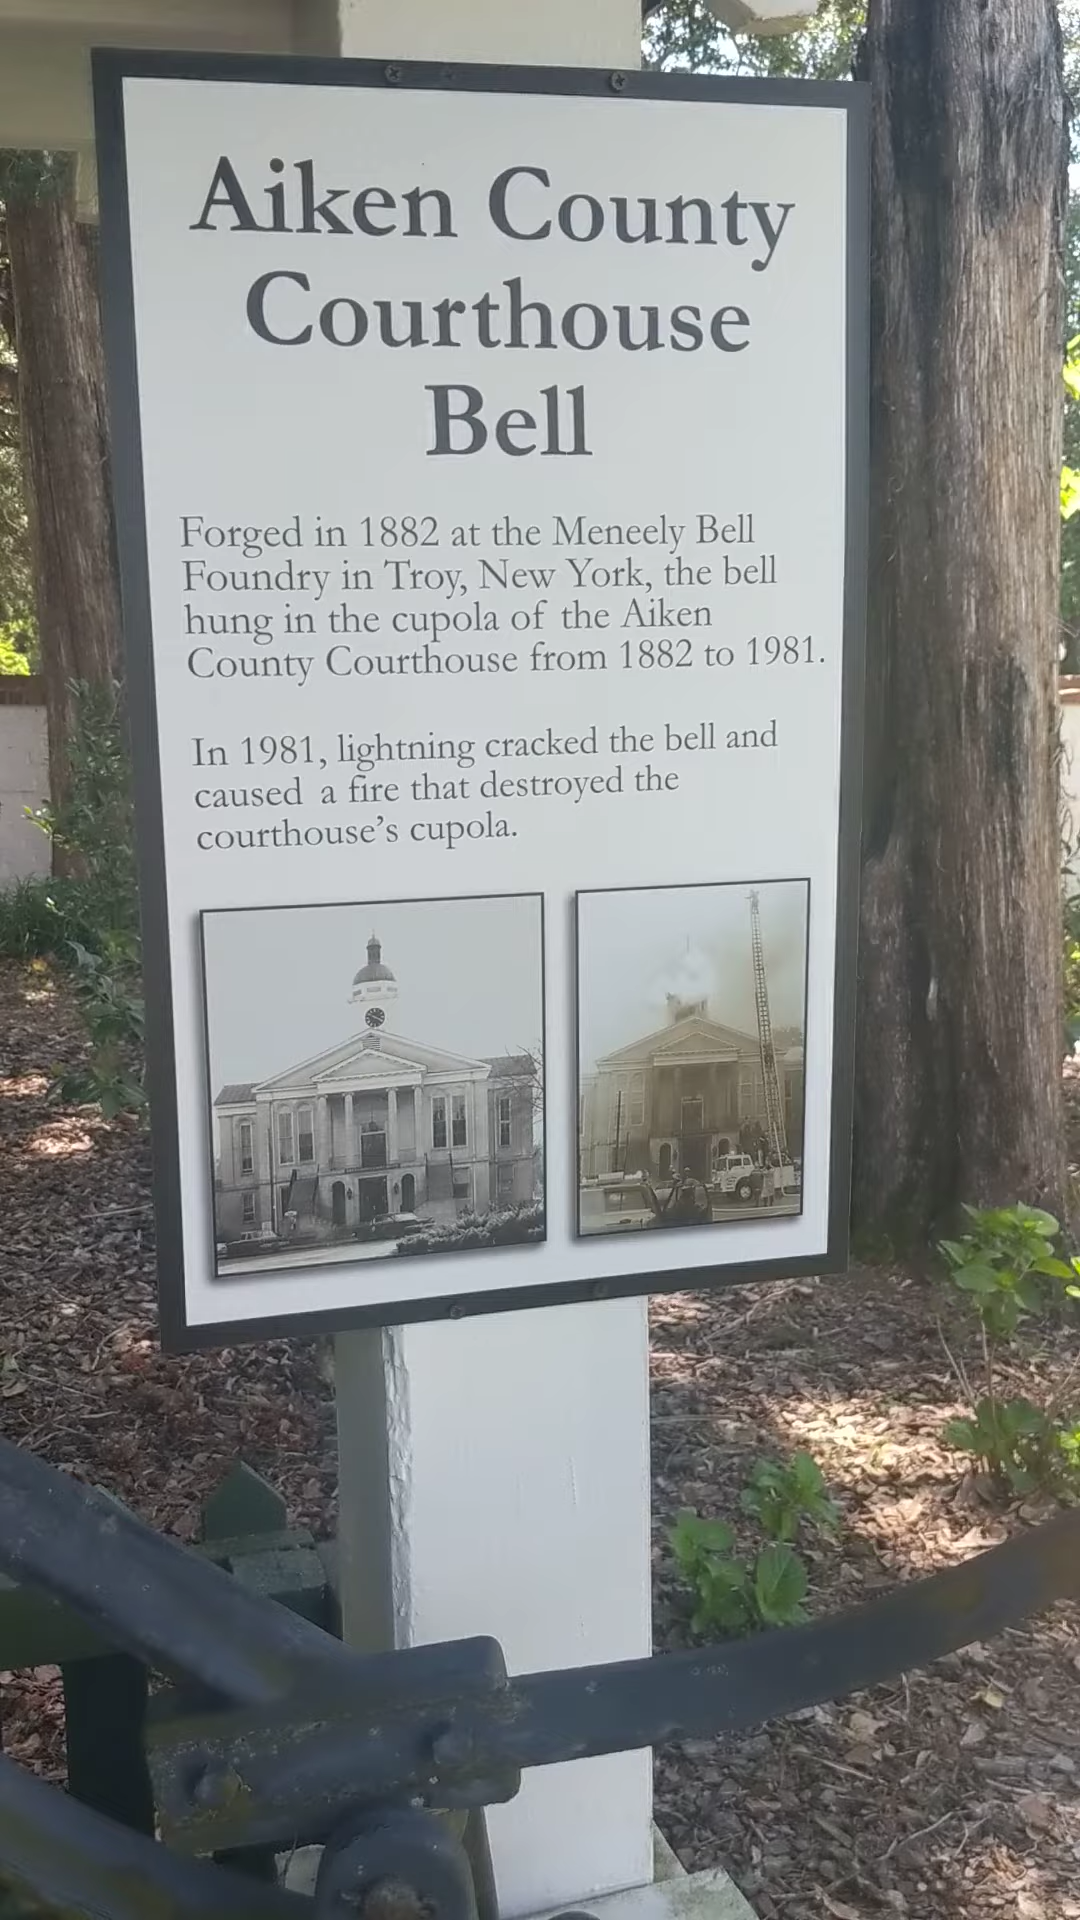 Aiken County
Courthouse
Bell
Forged in 1882 at the Meneely Bell
Foundry in Troy, New York, the bell
hung in the cupola of the Aiken
County Courthouse from 1882 to 1981.
In 1981, lightning cracked the bell and
caused a fire that destroyed the
courthouse's cupola.